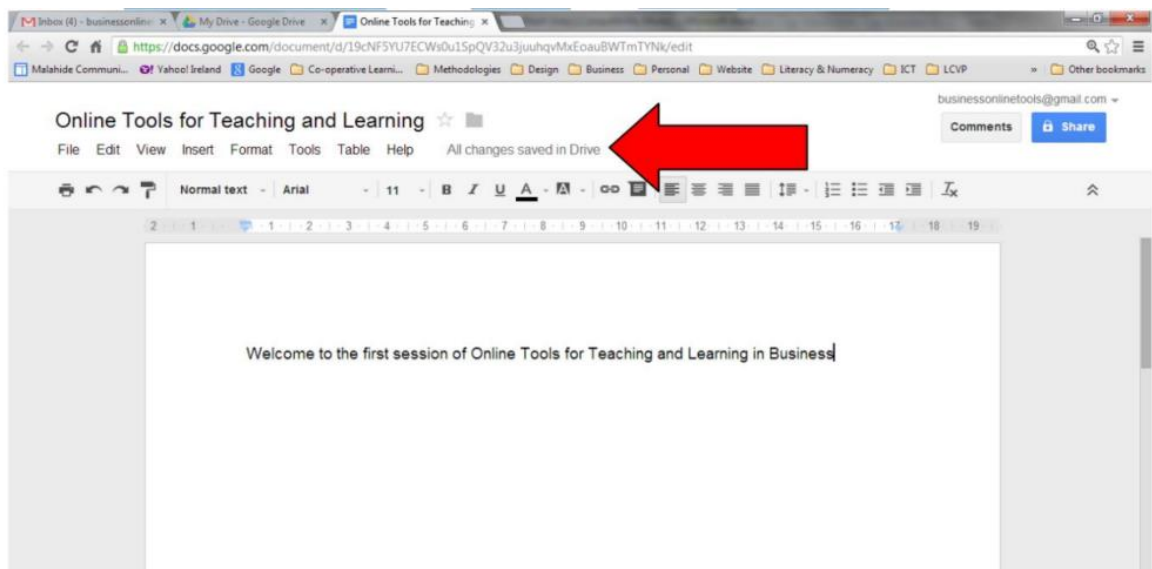 Inbox (4) - businessonline
My Drive - Google Drive
Online Tools for Teaching
https://docs.google.com/document/d/19cNF5YU7ECWs0u1SpQV32u3juuhqvMxEoauBWTmTYNk/edit
Malahide Communi... Yahoo! Ireland Google Co-operative Learni... Methodologies Design Business Personal Website Literacy & Numeracy ICT LCVP » Other bookmarks
businessonlinetools@gmail.com
Online Tools for Teaching and Learning
Comments Share
File Edit View Insert Format Tools Table Help All changes saved in Drive
Normal text Arial 11 B I U A A
2 1 1 2 3 4 5 6 7 8 9 10 11 12 13 14 15 16 17 18 19
Welcome to the first session of Online Tools for Teaching and Learning in Business